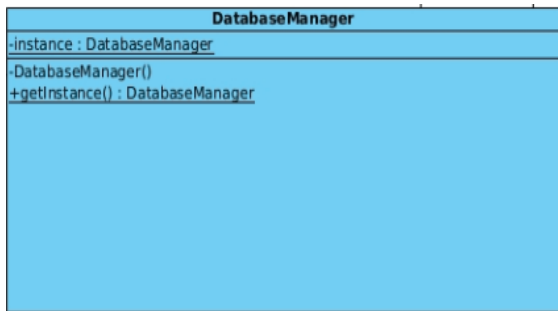 DatabaseManager
-instance : DatabaseManager
-DatabaseManager()
+getInstance() : DatabaseManager